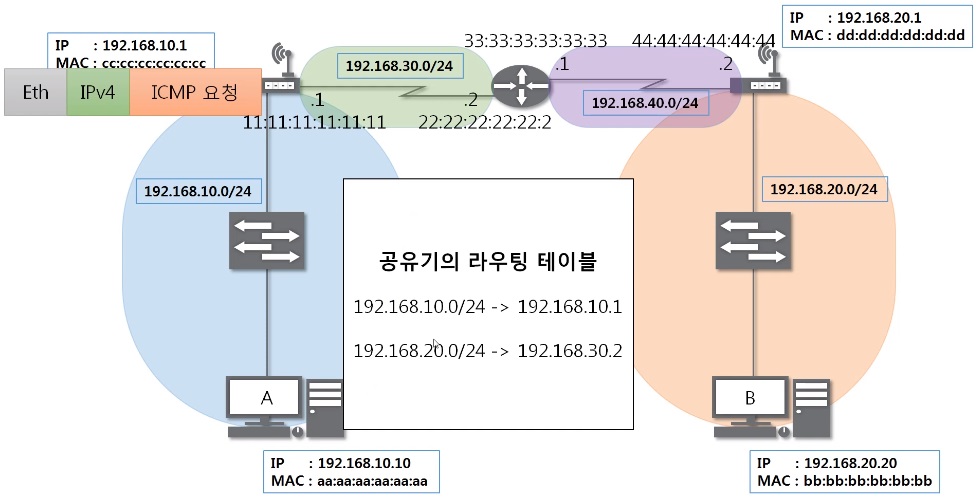 IP : 192.168.10.1
MAC : cc:cc:cc:cc:cc:cc
Eth
IPv4
ICMP 요청
192.168.30.0/24
.1
.2
11:11:11:11:11:11
22:22:22:22:22:2
33:33:33:33:33:33
44:44:44:44:44:44
.1
.2
192.168.40.0/24
IP : 192.168.20.1
MAC : dd:dd:dd:dd:dd:dd
192.168.10.0/24
192.168.20.0/24
공유기의 라우팅 테이블
192.168.10.0/24 -> 192.168.10.1
192.168.20.0/24 -> 192.168.30.2
A
B
IP : 192.168.10.10
MAC : aa:aa:aa:aa:aa:aa
IP : 192.168.20.20
MAC : bb:bb:bb:bb:bb:bb